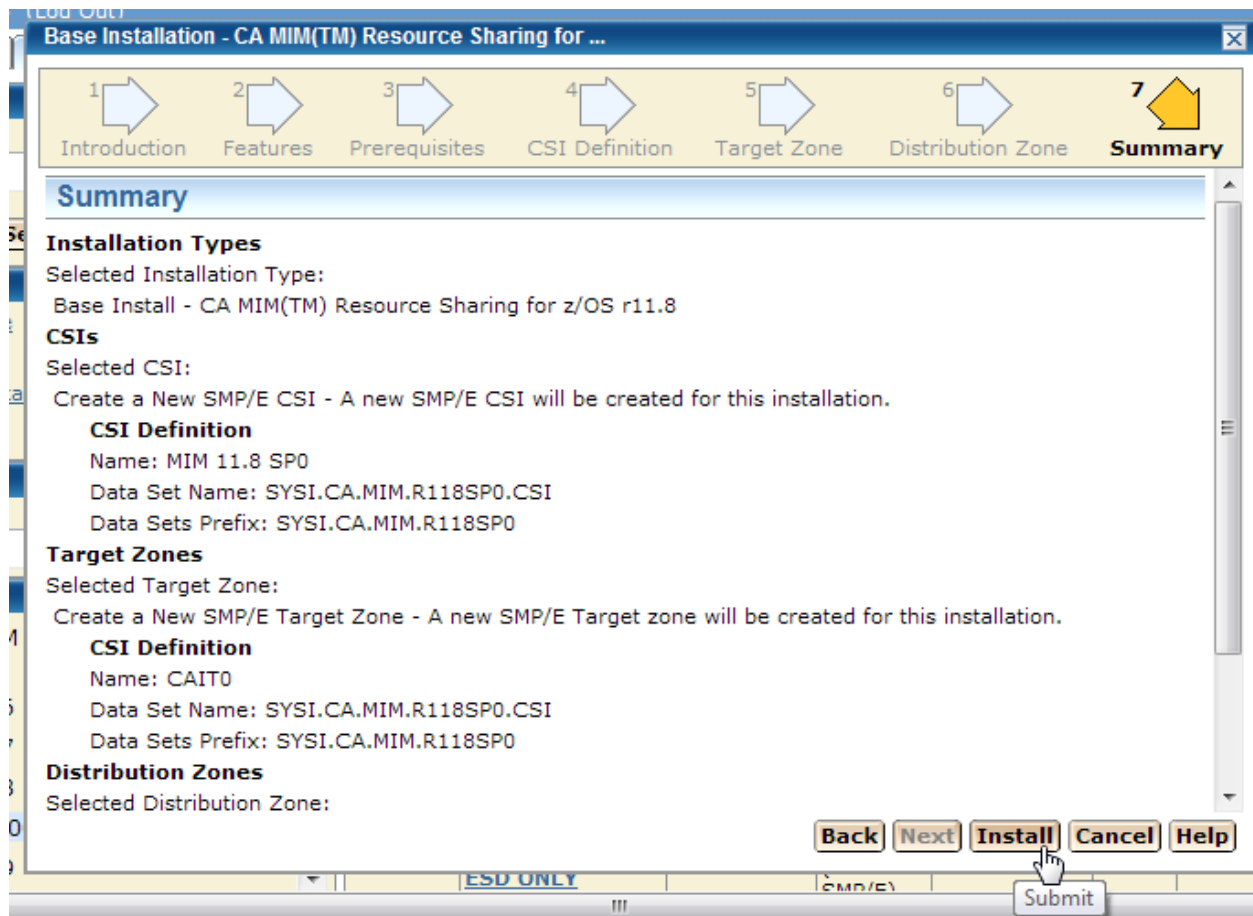 (Log Out)
Base Installation - CA MIM(TM) Resource Sharing for ...
1 2 3 4 5 6 7
Introduction Features Prerequisites CSI Definition Target Zone Distribution Zone Summary
Summary
Installation Types
Selected Installation Type:
Base Install - CA MIM(TM) Resource Sharing for z/OS r11.8
CSIs
Selected CSI:
Create a New SMP/E CSI - A new SMP/E CSI will be created for this installation.
CSI Definition
Name: MIM 11.8 SP0
Data Set Name: SYSI.CA.MIM.R118SP0.CSI
Data Sets Prefix: SYSI.CA.MIM.R118SP0
Target Zones
Selected Target Zone:
Create a New SMP/E Target Zone - A new SMP/E Target zone will be created for this installation.
CSI Definition
Name: CAIT0
Data Set Name: SYSI.CA.MIM.R118SP0.CSI
Data Sets Prefix: SYSI.CA.MIM.R118SP0
Distribution Zones
Selected Distribution Zone:
Back Next Install Cancel Help
ESD ONLY
SMP/E)
Submit